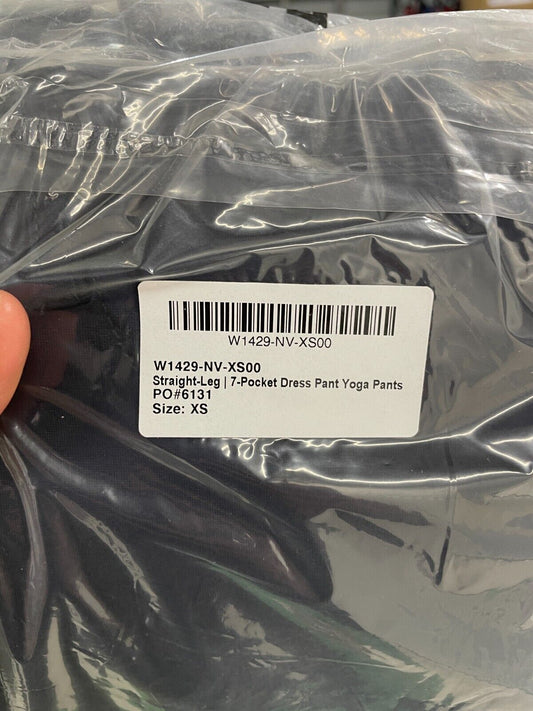 W1429-NV-XS00
W1429-NV-XS00
Straight-Leg | 7-Pocket Dress Pant Yoga Pants
PO#6131
Size: XS